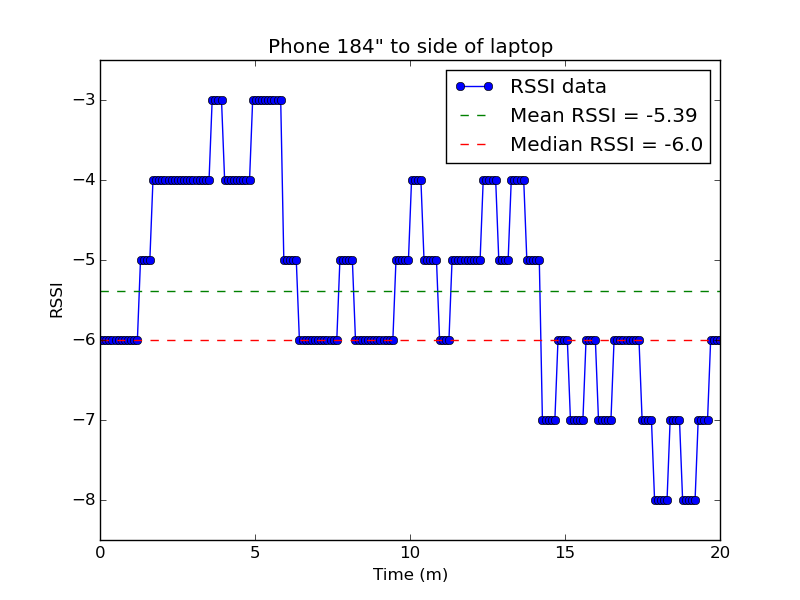 Phone 184" to side of laptop
RSSI data
Mean RSSI = -5.39
Median RSSI = -6.0
−3
−4
−5
−6
−7
−8
RSSI
0 5 10 15 20
Time (m)